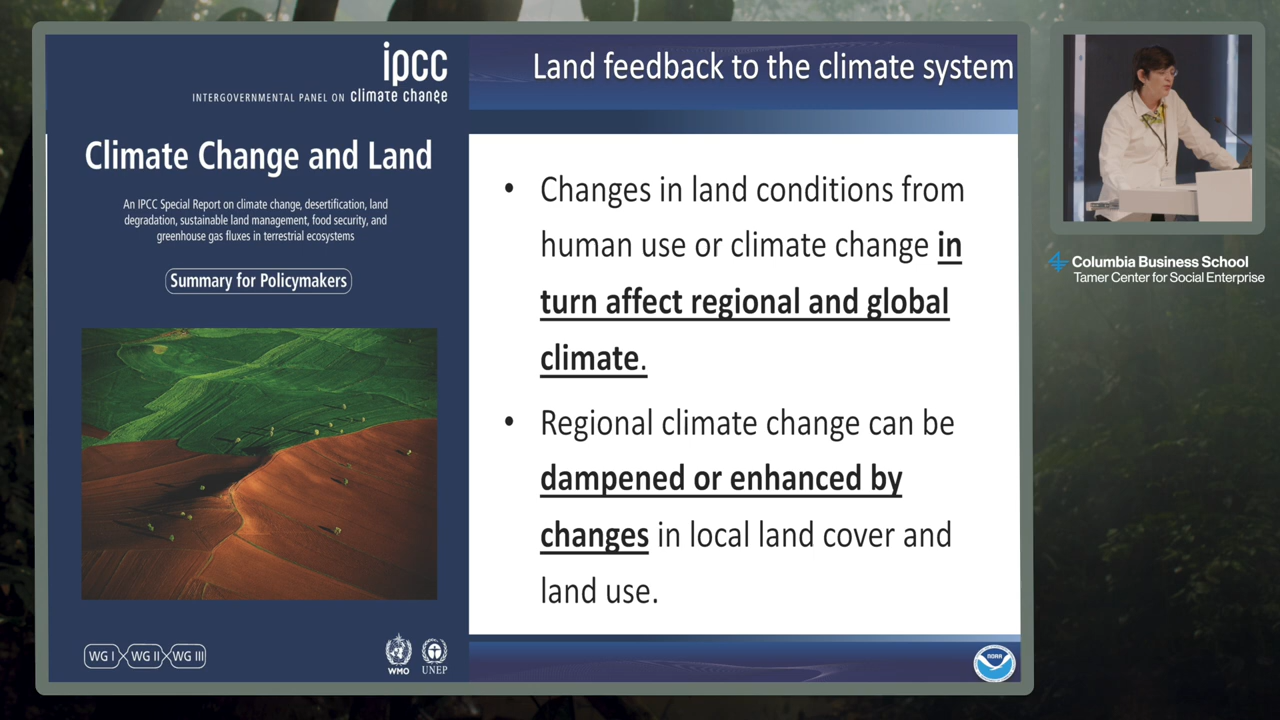 ipcc
INTERGOVERNMENTAL PANEL ON climate change
Climate Change and Land
An IPCC Special Report on climate change, desertification, land
degradation, sustainable land management, food security, and
greenhouse gas fluxes in terrestrial ecosystems
Summary for Policymakers
WG I WG II WG III
WMO
UNEP
Land feedback to the climate system
• Changes in land conditions from
human use or climate change in
turn affect regional and global
climate.
• Regional climate change can be
dampened or enhanced by
changes in local land cover and
land use.
NOAA
Columbia Business School
Tamer Center for Social Enterprise